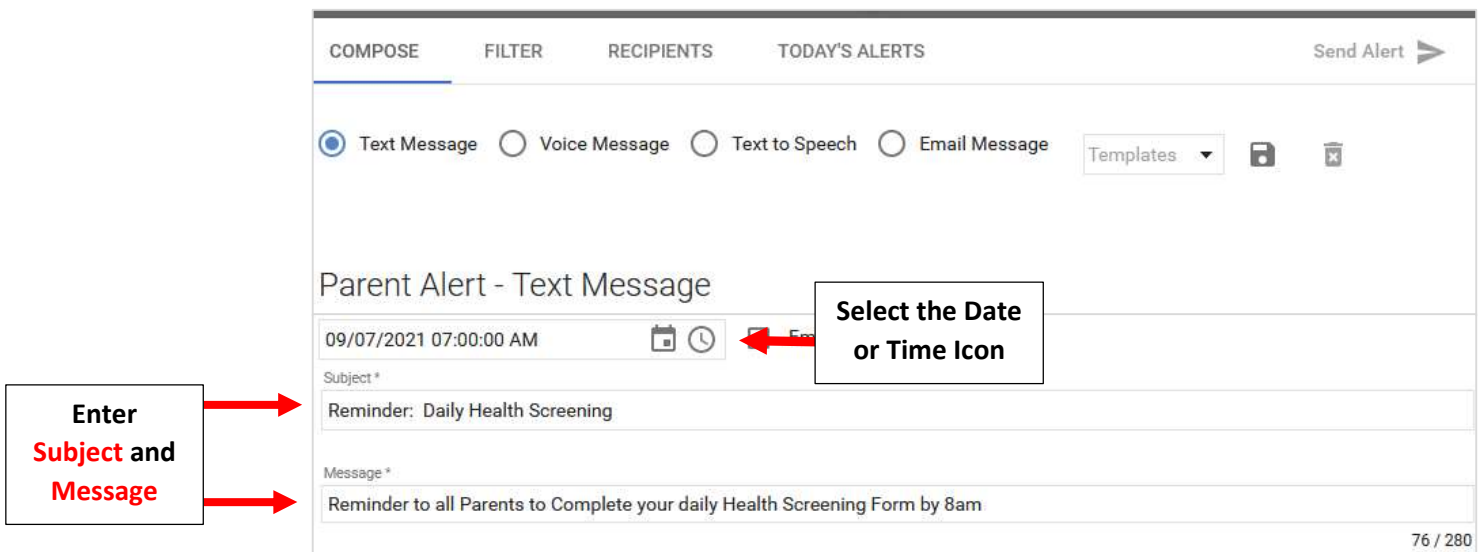 COMPOSE FILTER RECIPIENTS TODAY'S ALERTS Send Alert
Text Message Voice Message Text to Speech Email Message Templates
Parent Alert - Text Message
Select the Date
or Time Icon
09/07/2021 07:00:00 AM
Subject *
Enter
Subject and
Message
Reminder:  Daily Health Screening
Message *
Reminder to all Parents to Complete your daily Health Screening Form by 8am
76 / 280